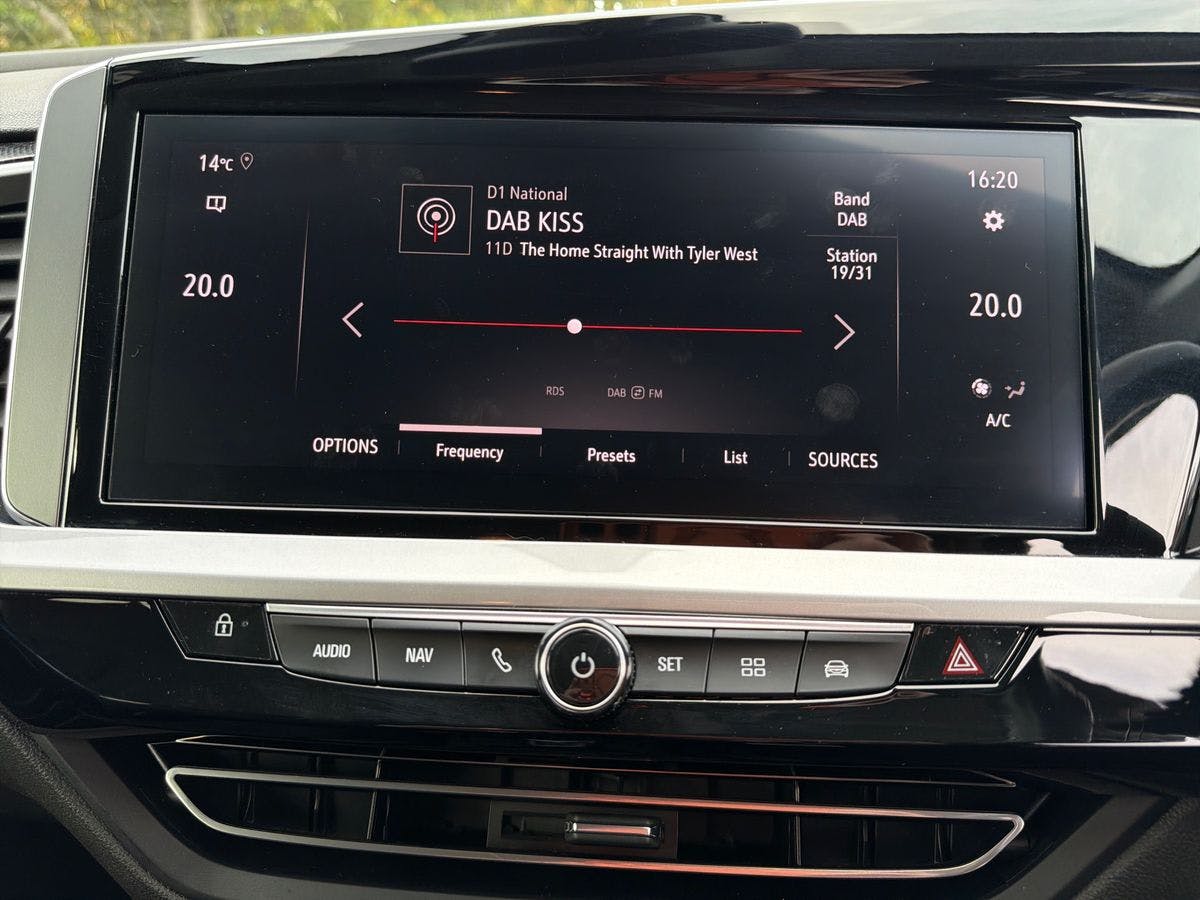 14°C
20.0
D1 National
DAB KISS
11D The Home Straight With Tyler West
Band
DAB
Station
19/31
16:20
20.0
A/C
RDS
DAB FM
OPTIONS
Frequency
Presets
List
SOURCES
AUDIO
NAV
SET